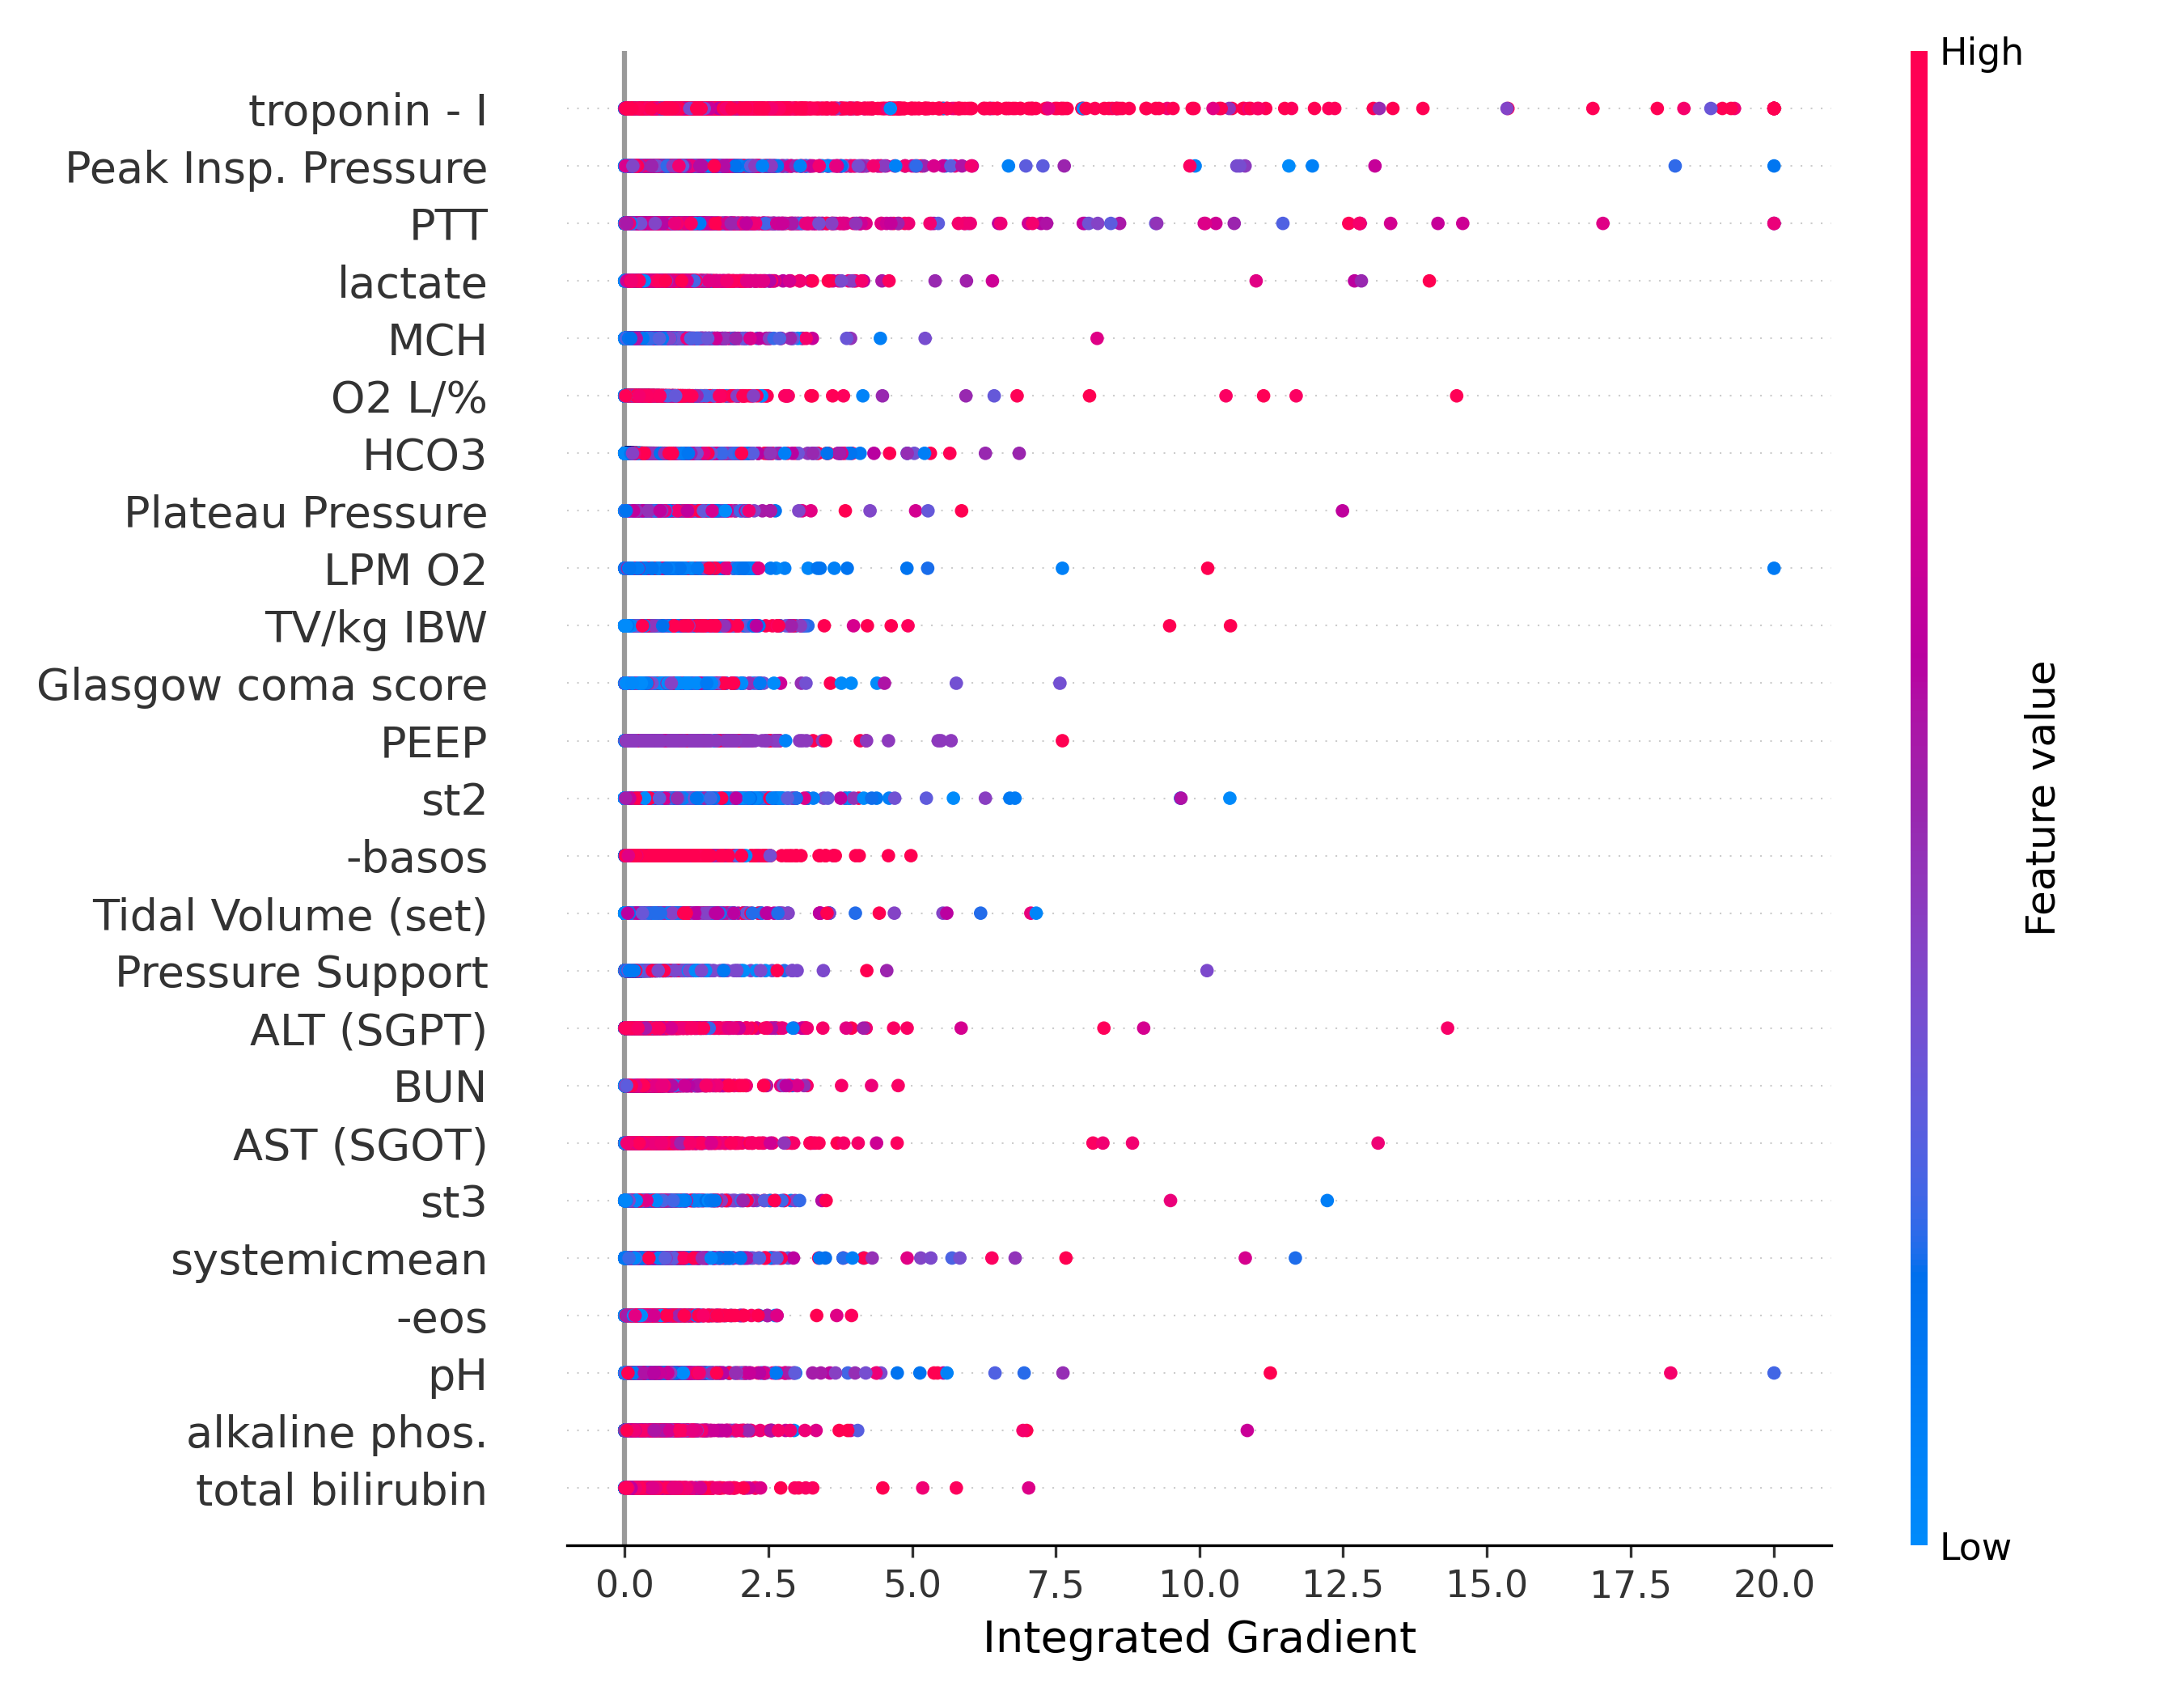 High
troponin - I
Peak Insp. Pressure
PTT
lactate
MCH
O2 L/%
HCO3
Plateau Pressure
LPM O2
TV/kg IBW
Glasgow coma score
PEEP
st2
-basos
Tidal Volume (set)
Pressure Support
ALT (SGPT)
BUN
AST (SGOT)
st3
systemicmean
-eos
pH
alkaline phos.
total bilirubin
Feature value
Low
0.0 2.5 5.0 7.5 10.0 12.5 15.0 17.5 20.0
Integrated Gradient